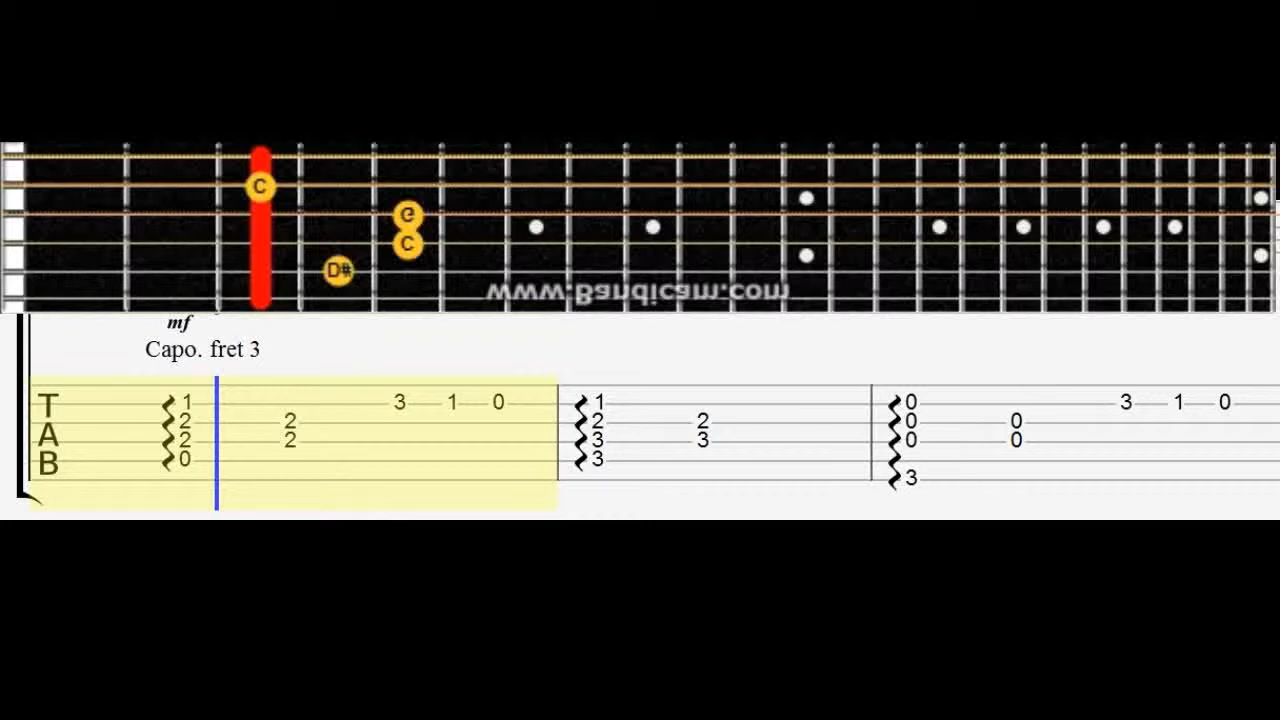 C
G
C
D#
www.Bandicam.com
mf
Capo. fret 3
T 1 3 1 0 1 0 3 1 0
2 2 2 2 0 0
A 2 2 3 3 0 0
B 0 3
3